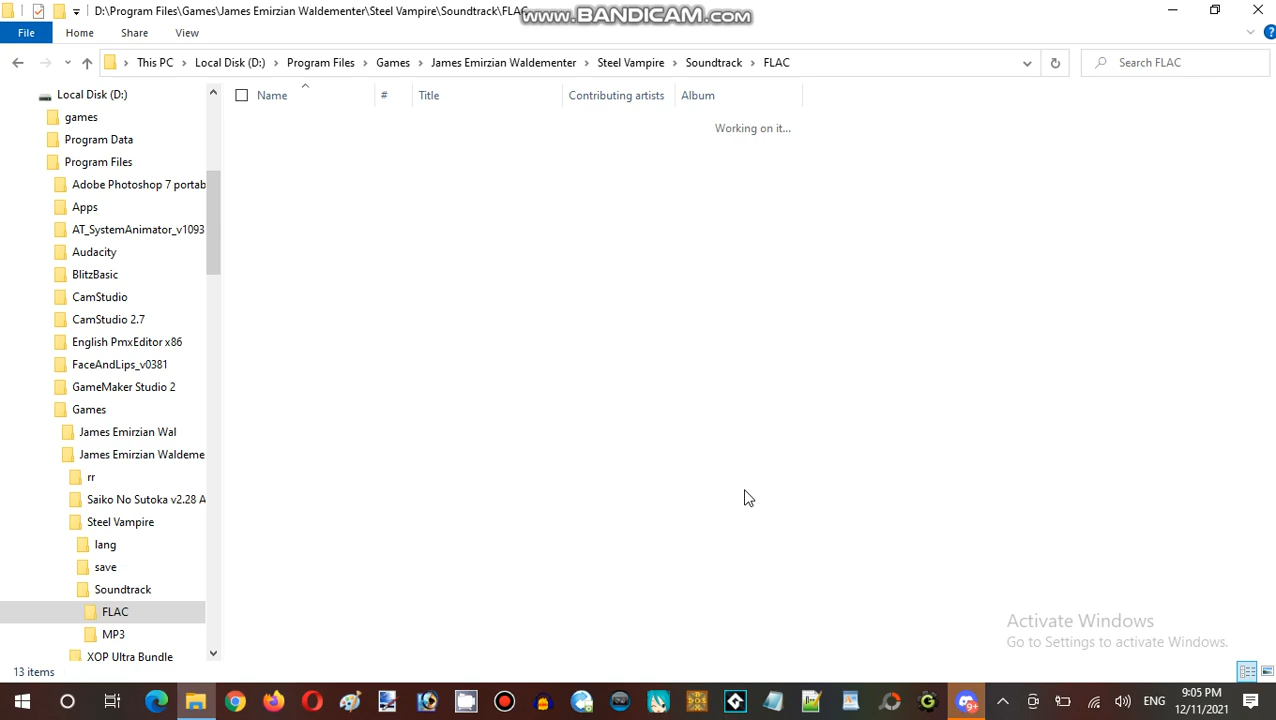 D:\Program Files\Games\James Emirzian Waldementer\Steel Vampire\Soundtrack\FLAC
www.BANDICAM.com
File Home Share View
This PC Local Disk (D:) Program Files Games James Emirzian Waldementer Steel Vampire Soundtrack FLAC
Search FLAC
Name # Title Contributing artists Album
Working on it...
Local Disk (D:)
games
Program Data
Program Files
Adobe Photoshop 7 portab
Apps
AT_SystemAnimator_v1093
Audacity
BlitzBasic
CamStudio
CamStudio 2.7
English PmxEditor x86
FaceAndLips_v0381
GameMaker Studio 2
Games
James Emirzian Wal
James Emirzian Waldeme
rr
Saiko No Sutoka v2.28 A
Steel Vampire
lang
save
Soundtrack
FLAC
MP3
XOP Ultra Bundle
Activate Windows
Go to Settings to activate Windows.
13 items
9+
ENG
9:05 PM
12/11/2021